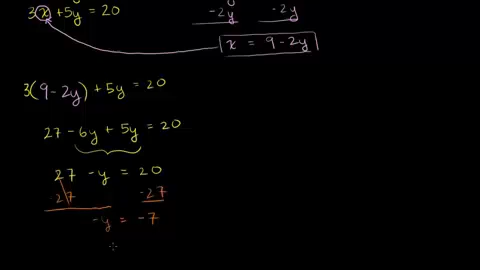 3x + 5y = 20
-2y -2y
x = 9 - 2y
3(9 - 2y) + 5y = 20
27 - 6y + 5y = 20
27 - y = 20
-27 -27
-y = -7